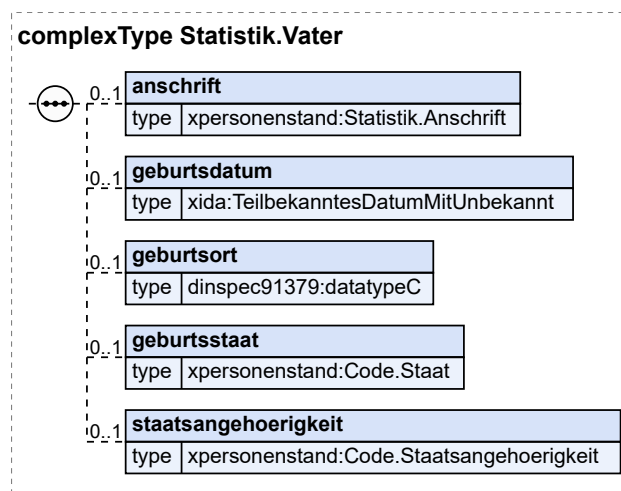 complexType Statistik.Vater
0..1 anschrift
type xpersonenstand:Statistik.Anschrift
0..1 geburtsdatum
type xida:TeilbekanntesDatumMitUnbekannt
0..1 geburtsort
type dinspec91379:datatypeC
0..1 geburtsstaat
type xpersonenstand:Code.Staat
0..1 staatsangehoerigkeit
type xpersonenstand:Code.Staatsangehoerigkeit